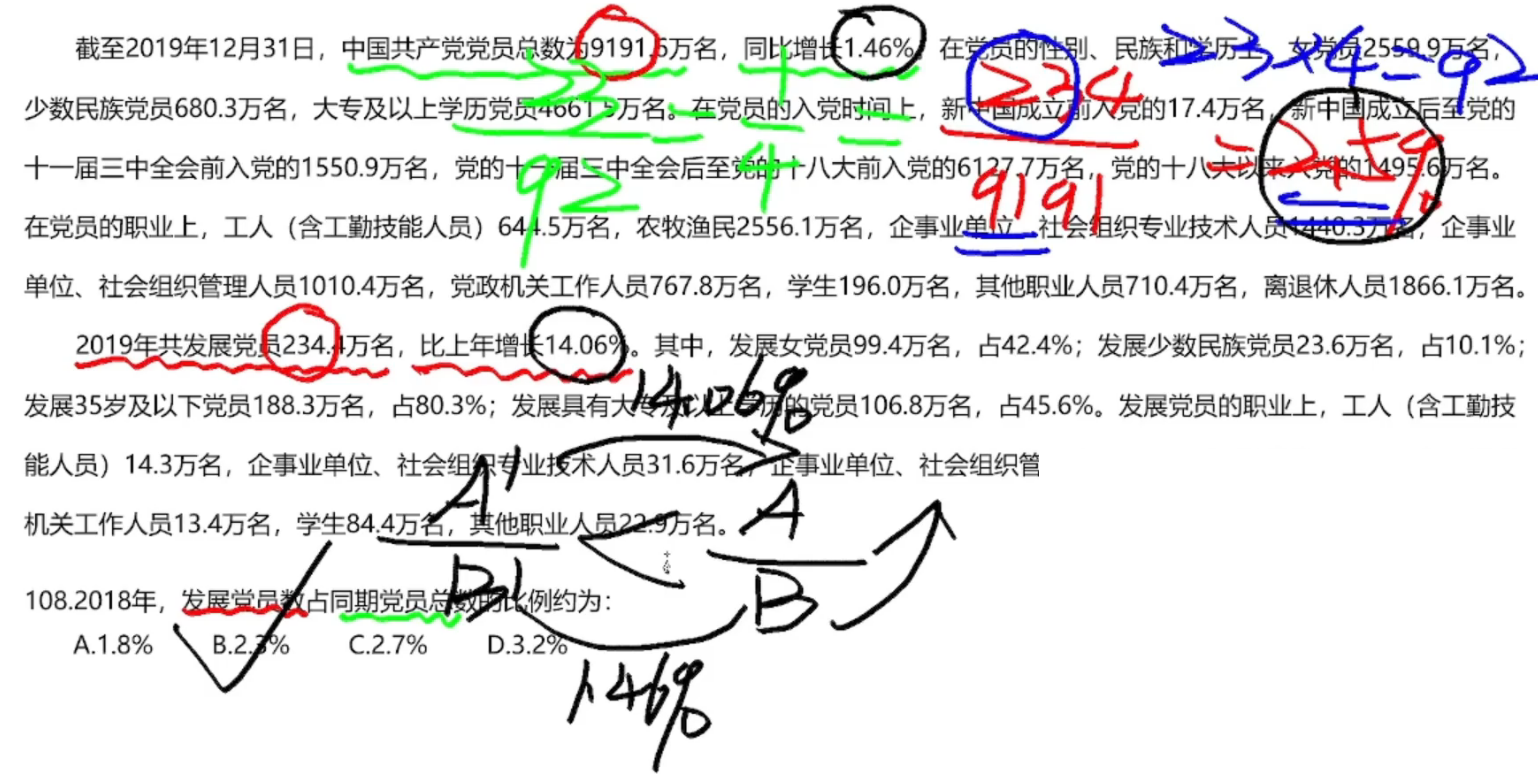 截至2019年12月31日，中国共产党党员总数为9191.5万名，同比增长1.46%。在党员的性别、民族和学历上，女党员2559.9万名，
少数民族党员680.3万名，大专及以上学历党员4661.5万名。在党员的入党时间上，新中国成立前入党的17.4万名，新中国成立后至党的
十一届三中全会前入党的1550.9万名，党的十一届三中全会后至党的十八大前入党的6127.7万名，党的十八大以来入党的1495.6万名。
在党员的职业上，工人（含工勤技能人员）644.5万名，农牧渔民2556.1万名，企事业单位、社会组织专业技术人员1440.3万名，企事业
单位、社会组织管理人员1010.4万名，党政机关工作人员767.8万名，学生196.0万名，其他职业人员710.4万名，离退休人员1866.1万名。
2019年共发展党员234.4万名，比上年增长14.06%。其中，发展女党员99.4万名，占42.4%；发展少数民族党员23.6万名，占10.1%；
发展35岁及以下党员188.3万名，占80.3%；发展具有大专及以上学历的党员106.8万名，占45.6%。发展党员的职业上，工人（含工勤技
能人员）14.3万名，企事业单位、社会组织专业技术人员31.6万名，企事业单位、社会组织管
机关工作人员13.4万名，学生84.4万名，其他职业人员22.9万名。
108.2018年，发展党员数占同期党员总数的比例约为：
A.1.8% B.2.3% C.2.7% D.3.2%
23×4=92
234
9191
=2.5%
92
1
4
14.06%
A'
B'
A
B
1.46%